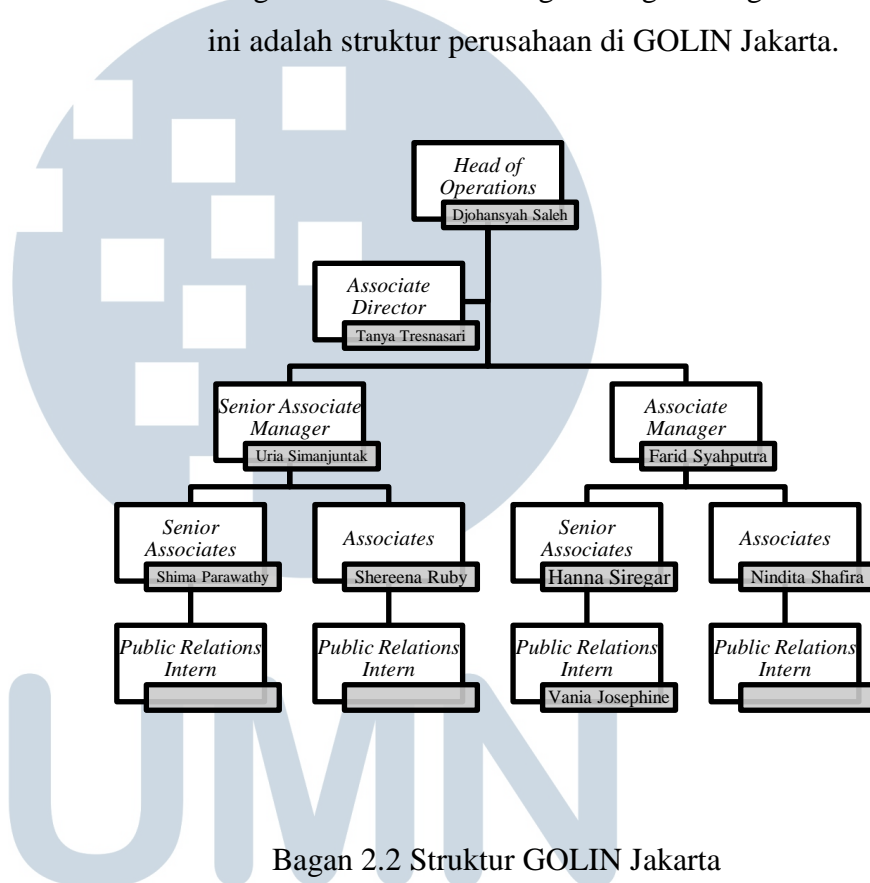 ini adalah struktur perusahaan di GOLIN Jakarta.
Head of
Operations
Djohansyah Saleh
Associate
Director
Tanya Tresnasari
Senior Associate
Manager
Uria Simanjuntak
Associate
Manager
Farid Syahputra
Senior
Associates
Shima Parawathy
Associates
Shereena Ruby
Senior
Associates
Hanna Siregar
Associates
Nindita Shafira
Public Relations
Intern
Public Relations
Intern
Public Relations
Intern
Vania Josephine
Public Relations
Intern
UMN
Bagan 2.2 Struktur GOLIN Jakarta